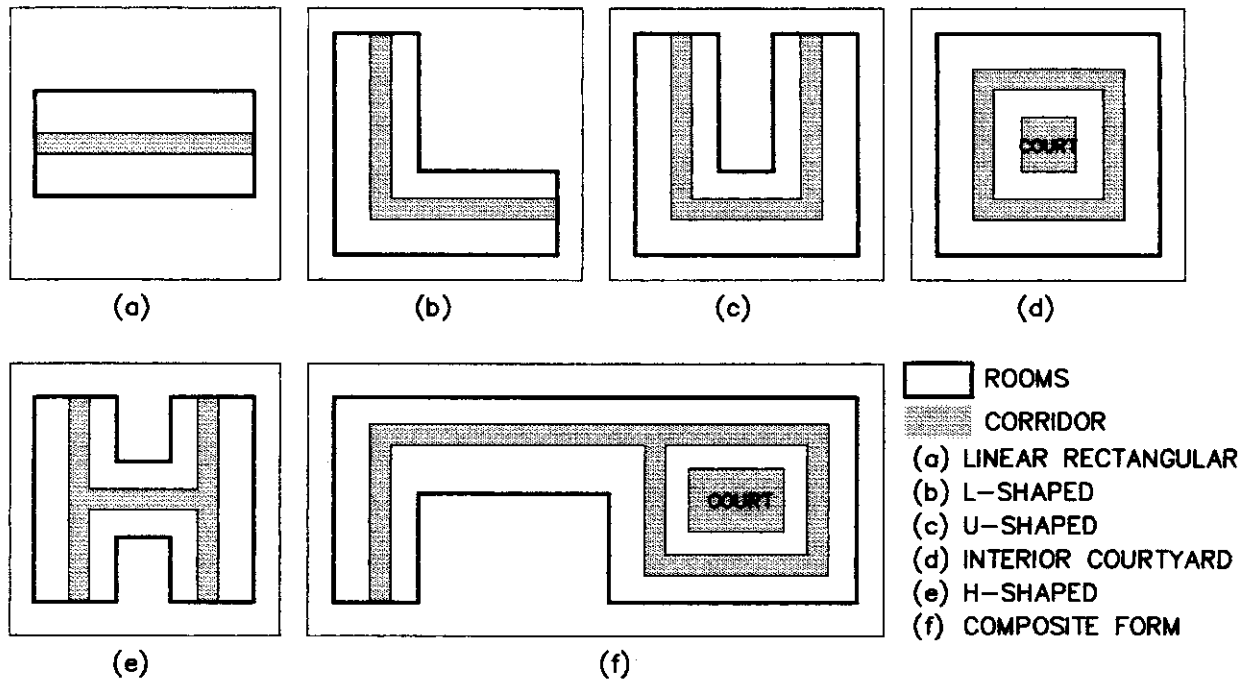 COURT
(a)
(b)
(c)
(d)
COURT
(e)
(f)
ROOMS
CORRIDOR
(a) LINEAR RECTANGULAR
(b) L-SHAPED
(c) U-SHAPED
(d) INTERIOR COURTYARD
(e) H-SHAPED
(f) COMPOSITE FORM